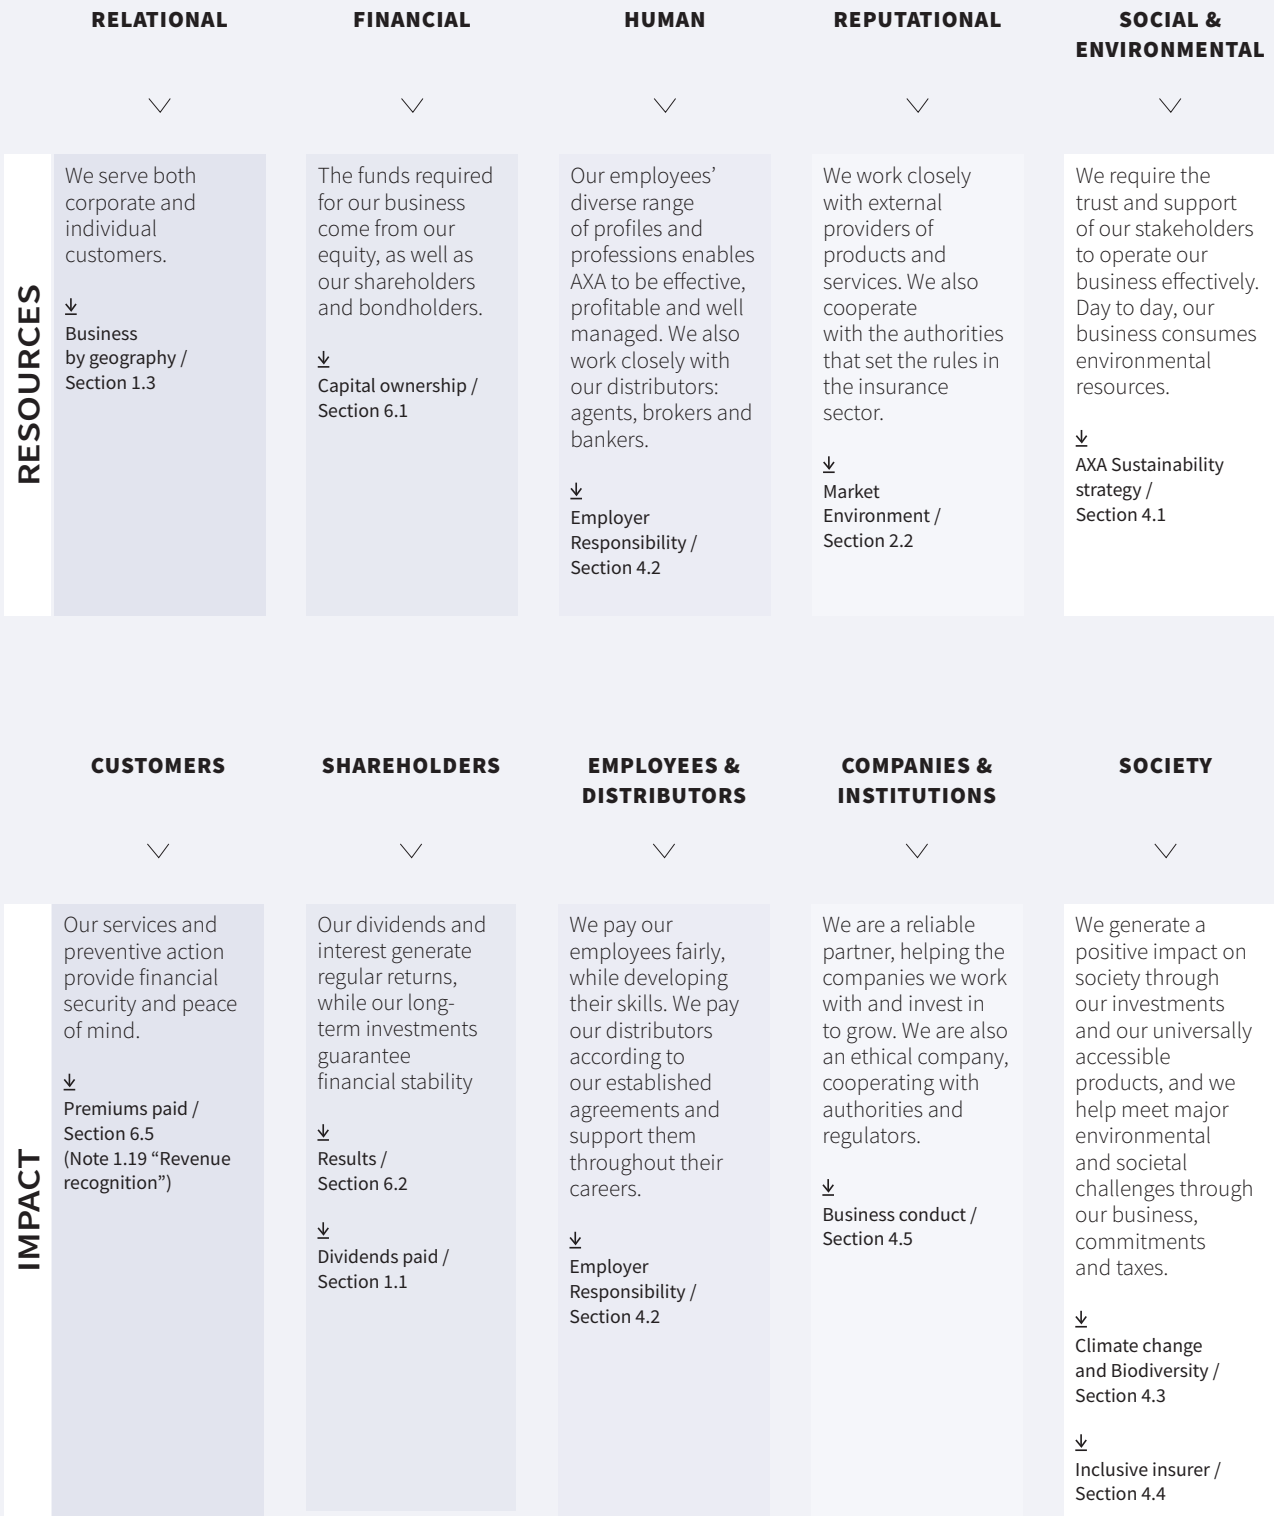 RELATIONAL
FINANCIAL
HUMAN
REPUTATIONAL
SOCIAL &
ENVIRONMENTAL
RESOURCES
We serve both
corporate and
individual
customers.
Business
by geography /
Section 1.3
The funds required
for our business
come from our
equity, as well as
our shareholders
and bondholders.
Capital ownership /
Section 6.1
Our employees’
diverse range
of profiles and
professions enables
AXA to be effective,
profitable and well
managed. We also
work closely with
our distributors:
agents, brokers and
bankers.
Employer
Responsibility /
Section 4.2
We work closely
with external
providers of
products and
services. We also
cooperate
with the authorities
that set the rules in
the insurance
sector.
Market
Environment /
Section 2.2
We require the
trust and support
of our stakeholders
to operate our
business effectively.
Day to day, our
business consumes
environmental
resources.
AXA Sustainability
strategy /
Section 4.1
CUSTOMERS
SHAREHOLDERS
EMPLOYEES &
DISTRIBUTORS
COMPANIES &
INSTITUTIONS
SOCIETY
IMPACT
Our services and
preventive action
provide financial
security and peace
of mind.
Premiums paid /
Section 6.5
(Note 1.19 “Revenue
recognition”)
Our dividends and
interest generate
regular returns,
while our long-
term investments
guarantee
financial stability
Results /
Section 6.2
Dividends paid /
Section 1.1
We pay our
employees fairly,
while developing
their skills. We pay
our distributors
according to
our established
agreements and
support them
throughout their
careers.
Employer
Responsibility /
Section 4.2
We are a reliable
partner, helping the
companies we work
with and invest in
to grow. We are also
an ethical company,
cooperating with
authorities and
regulators.
Business conduct /
Section 4.5
We generate a
positive impact on
society through
our investments
and our universally
accessible
products, and we
help meet major
environmental
and societal
challenges through
our business,
commitments
and taxes.
Climate change
and Biodiversity /
Section 4.3
Inclusive insurer /
Section 4.4